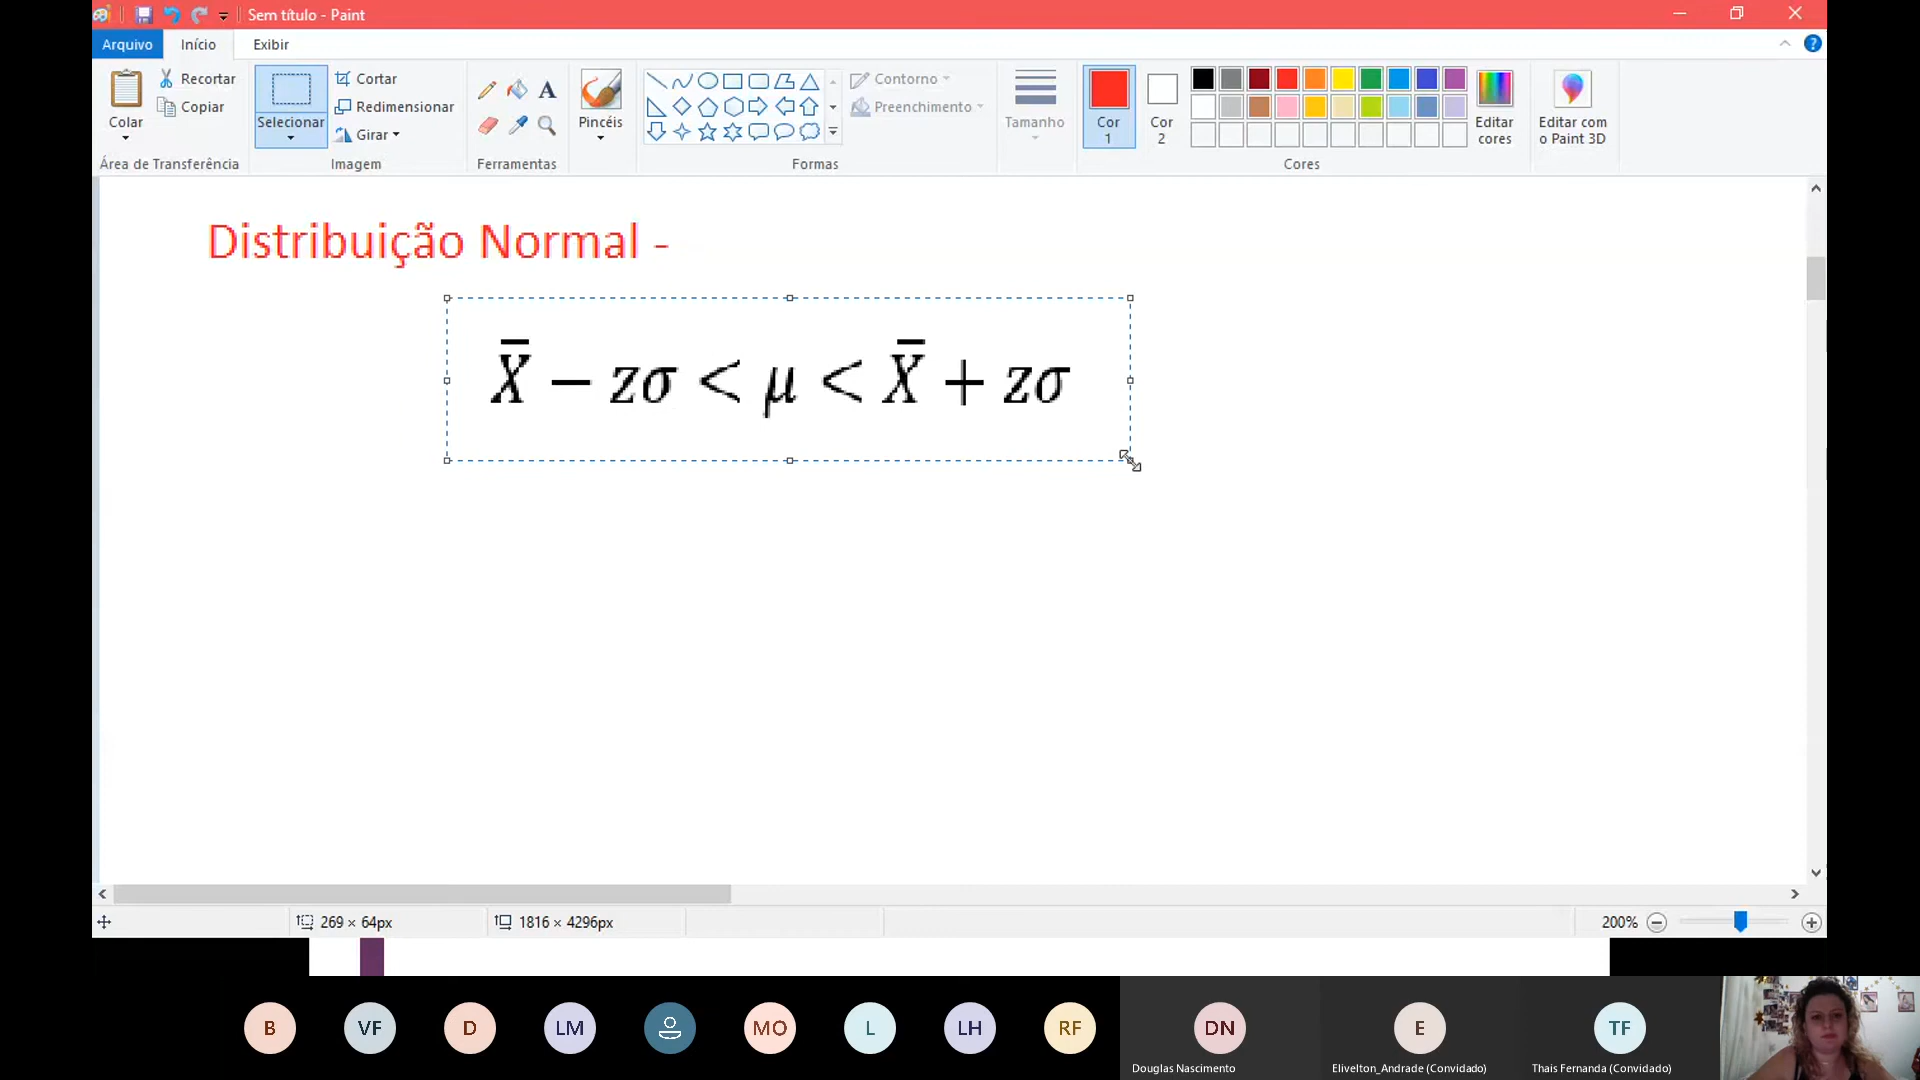 Sem título - Paint
Arquivo Início Exibir
Colar
Recortar
Copiar
Área de Transferência
Selecionar
Cortar
Redimensionar
Girar
Imagem
A
Ferramentas
Pincéis
Formas
Contorno
Preenchimento
Tamanho
Cor
1
Cor
2
Cores
Editar
cores
Editar com
o Paint 3D
Distribuição Normal -
X̅ − zσ < μ < X̅ + zσ
269 × 64px 1816 × 4296px 200%
B VF D LM MO L LH RF DN E TF
Douglas Nascimento Elivelton_Andrade (Convidado) Thais Fernanda (Convidado)